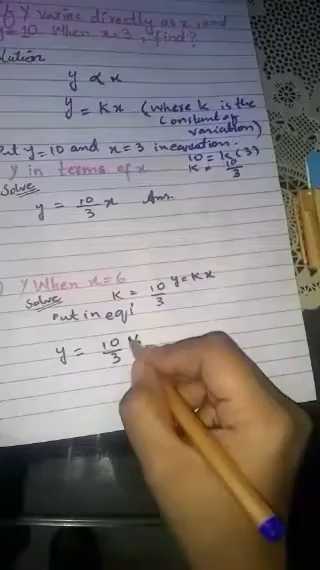 Y varies directly as x, and
y = 10 When x = 3, find?
y ∝ x
y = Kx (where k is the
constant of
variation)
Put y = 10 and x = 3 in equation.
10 = K(3)
K = 10/3
Y in terms of x
Solve
y = 10/3 x Ans.
) Y When x = 6
Solve K = 10/3 y = Kx
Put in eq
y = 10/3